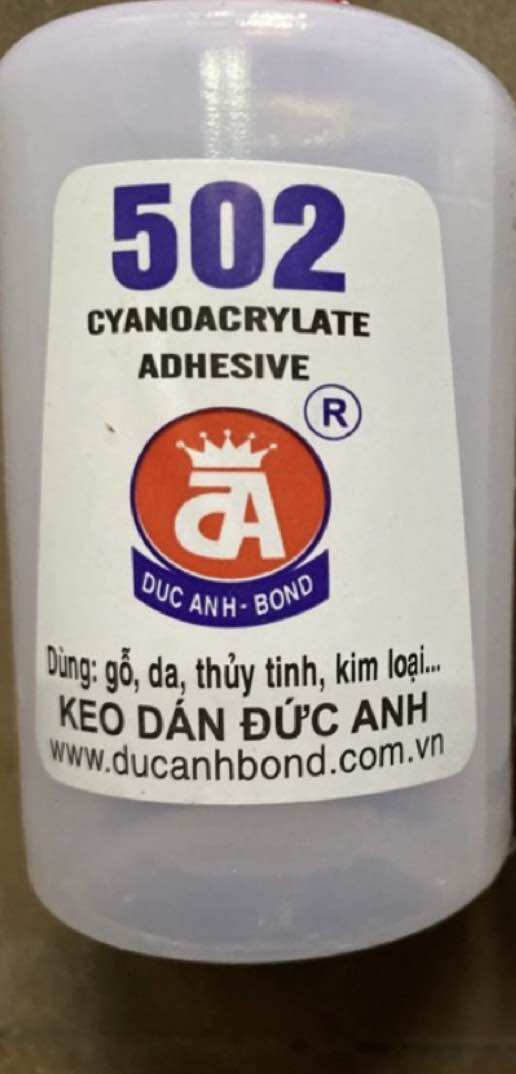 502
CYANOACRYLATE
ADHESIVE
R
ĐA
DUC ANH - BOND
Dùng: gỗ, da, thủy tinh, kim loại...
KEO DÁN ĐỨC ANH
www.ducanhbond.com.vn